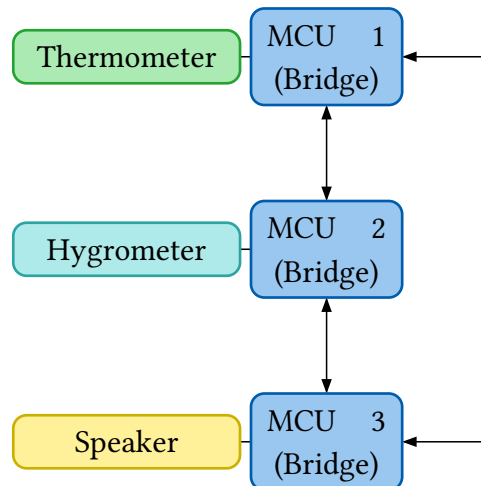 Thermometer
MCU 1
(Bridge)
Hygrometer
MCU 2
(Bridge)
Speaker
MCU 3
(Bridge)